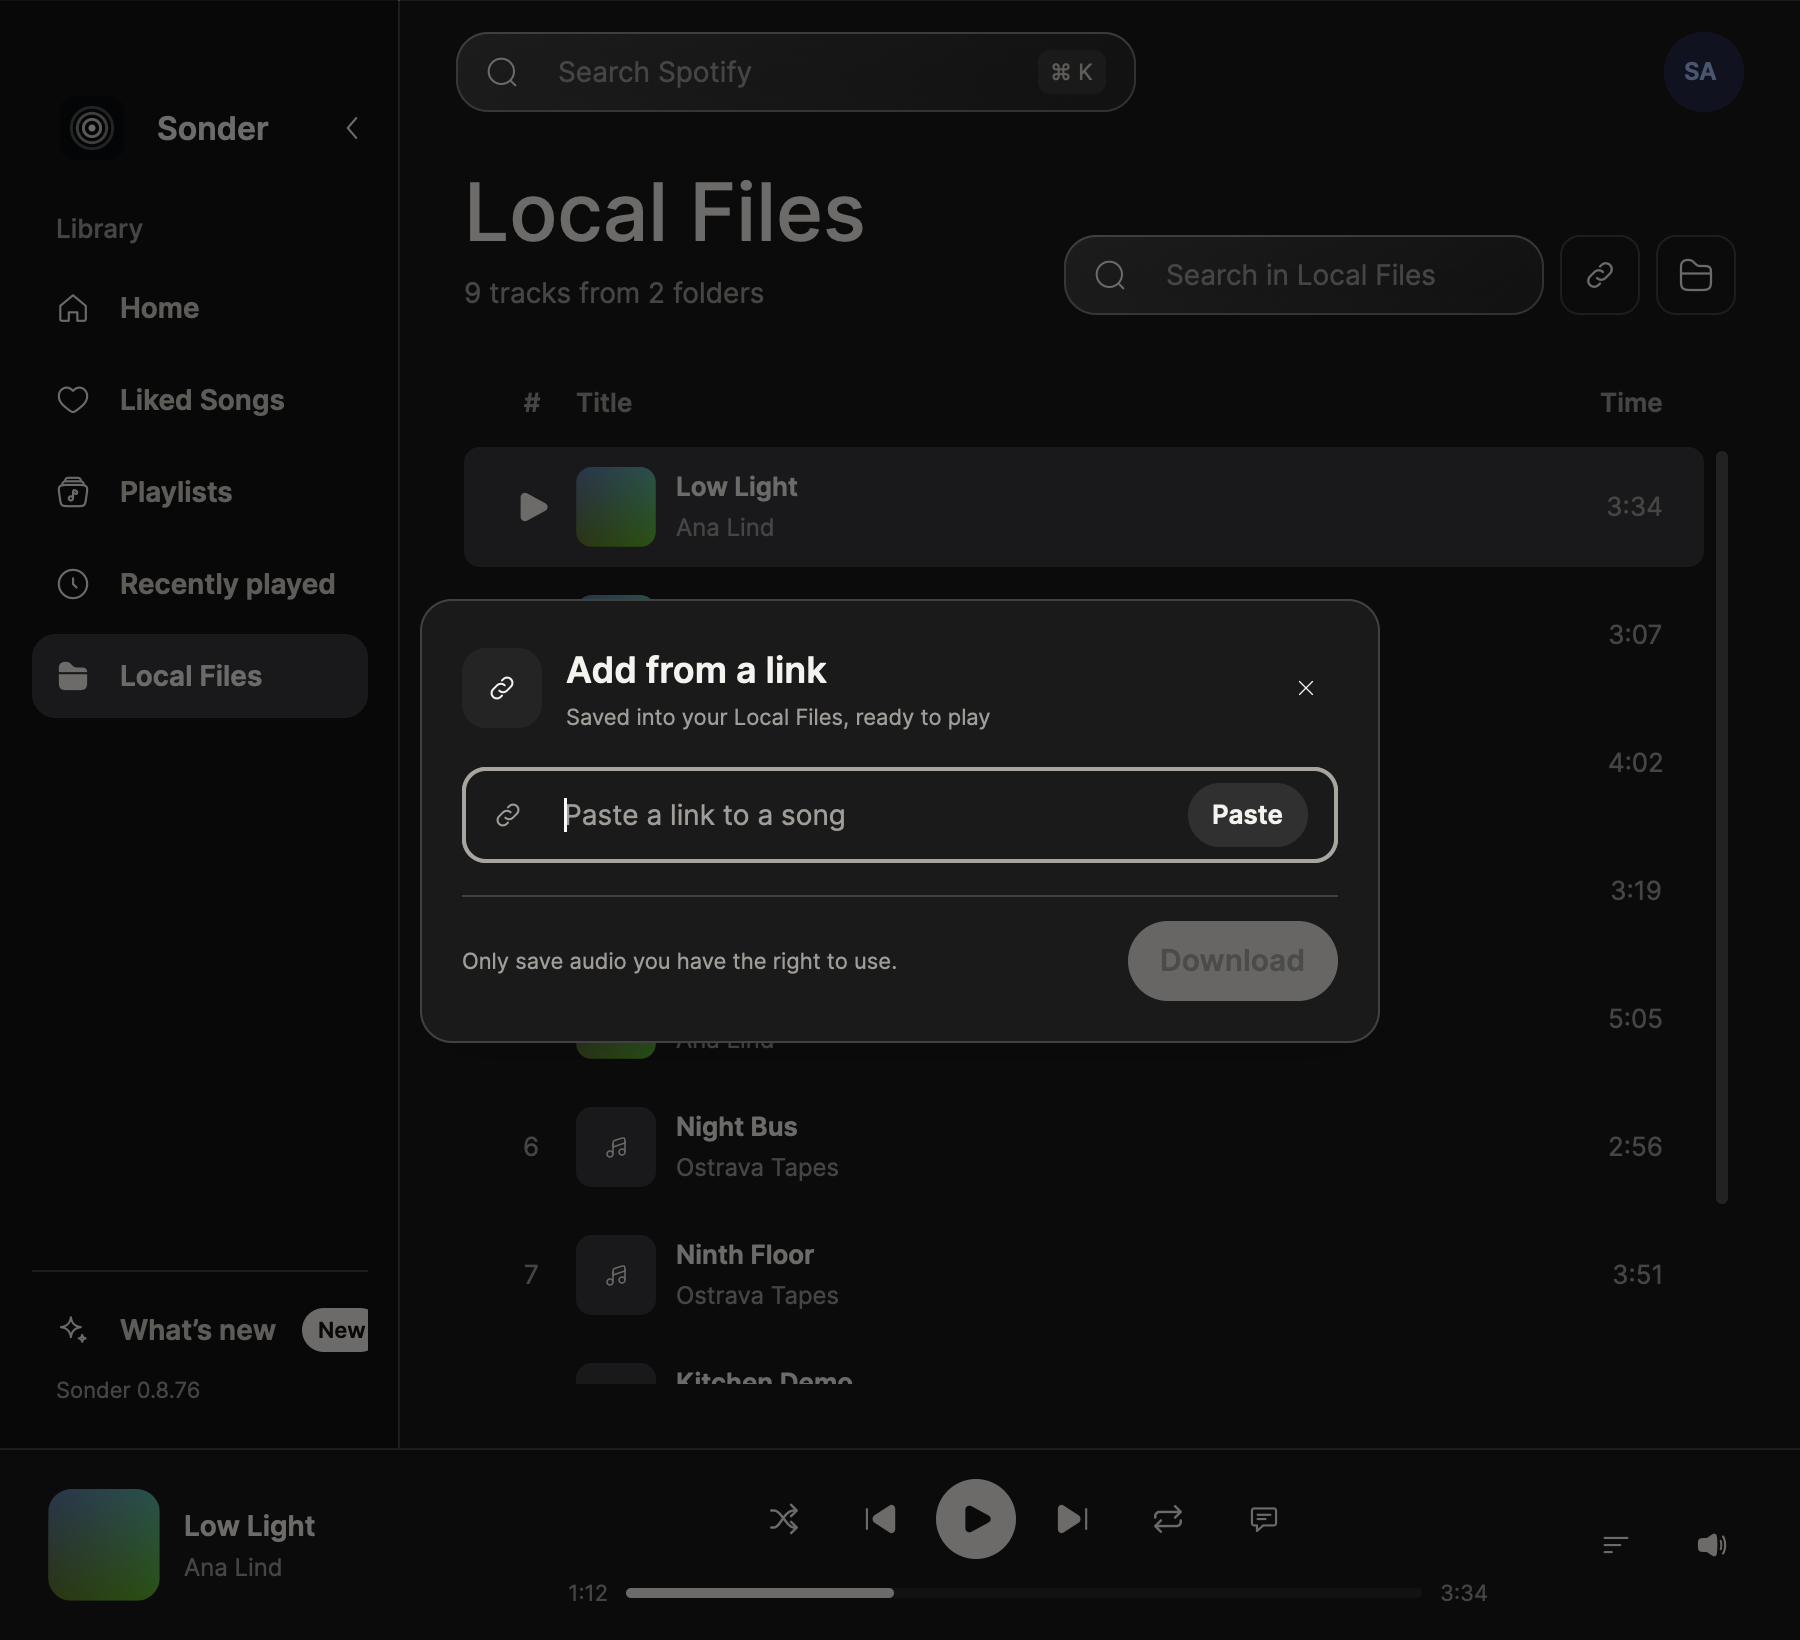 Search Spotify
⌘ K
SA
Sonder
Library
Home
Liked Songs
Playlists
Recently played
Local Files
What’s new
New
Sonder 0.8.76
Local Files
9 tracks from 2 folders
Search in Local Files
# Title Time
Low Light
Ana Lind
3:34
3:07
4:02
3:19
5:05
Add from a link
Saved into your Local Files, ready to play
Paste a link to a song
Paste
Only save audio you have the right to use.
Download
Ana Lind
6
Night Bus
Ostrava Tapes
2:56
7
Ninth Floor
Ostrava Tapes
3:51
Kitchen Demo
Low Light
Ana Lind
1:12
3:34